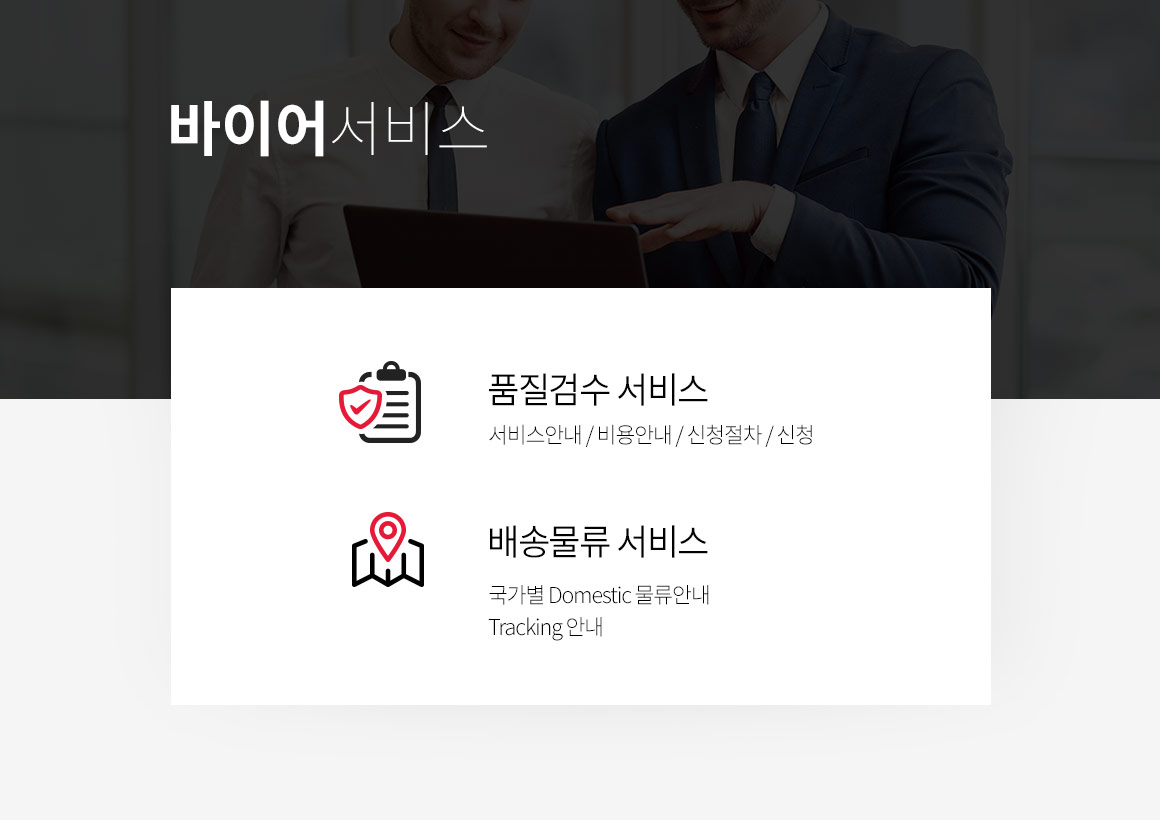 바이어서비스
품질검수 서비스
서비스안내 / 비용안내 / 신청절차 / 신청
배송물류 서비스
국가별 Domestic 물류안내
Tracking 안내